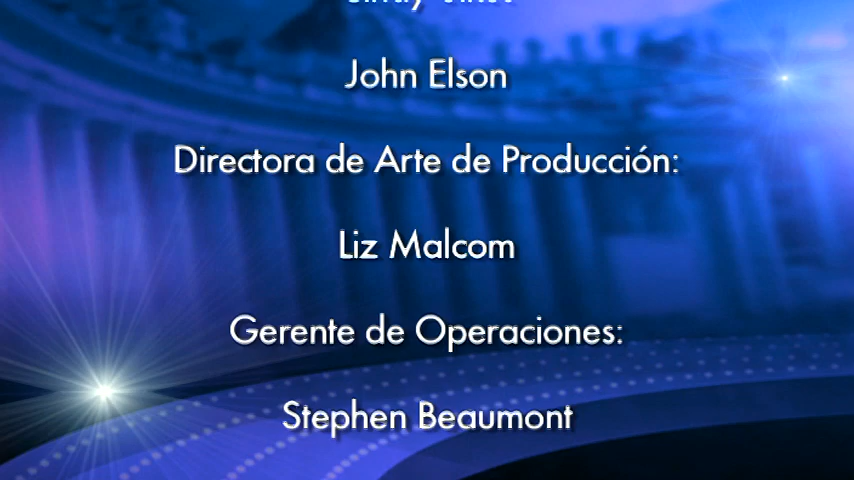 John Elson
Directora de Arte de Producción:
Liz Malcom
Gerente de Operaciones:
Stephen Beaumont